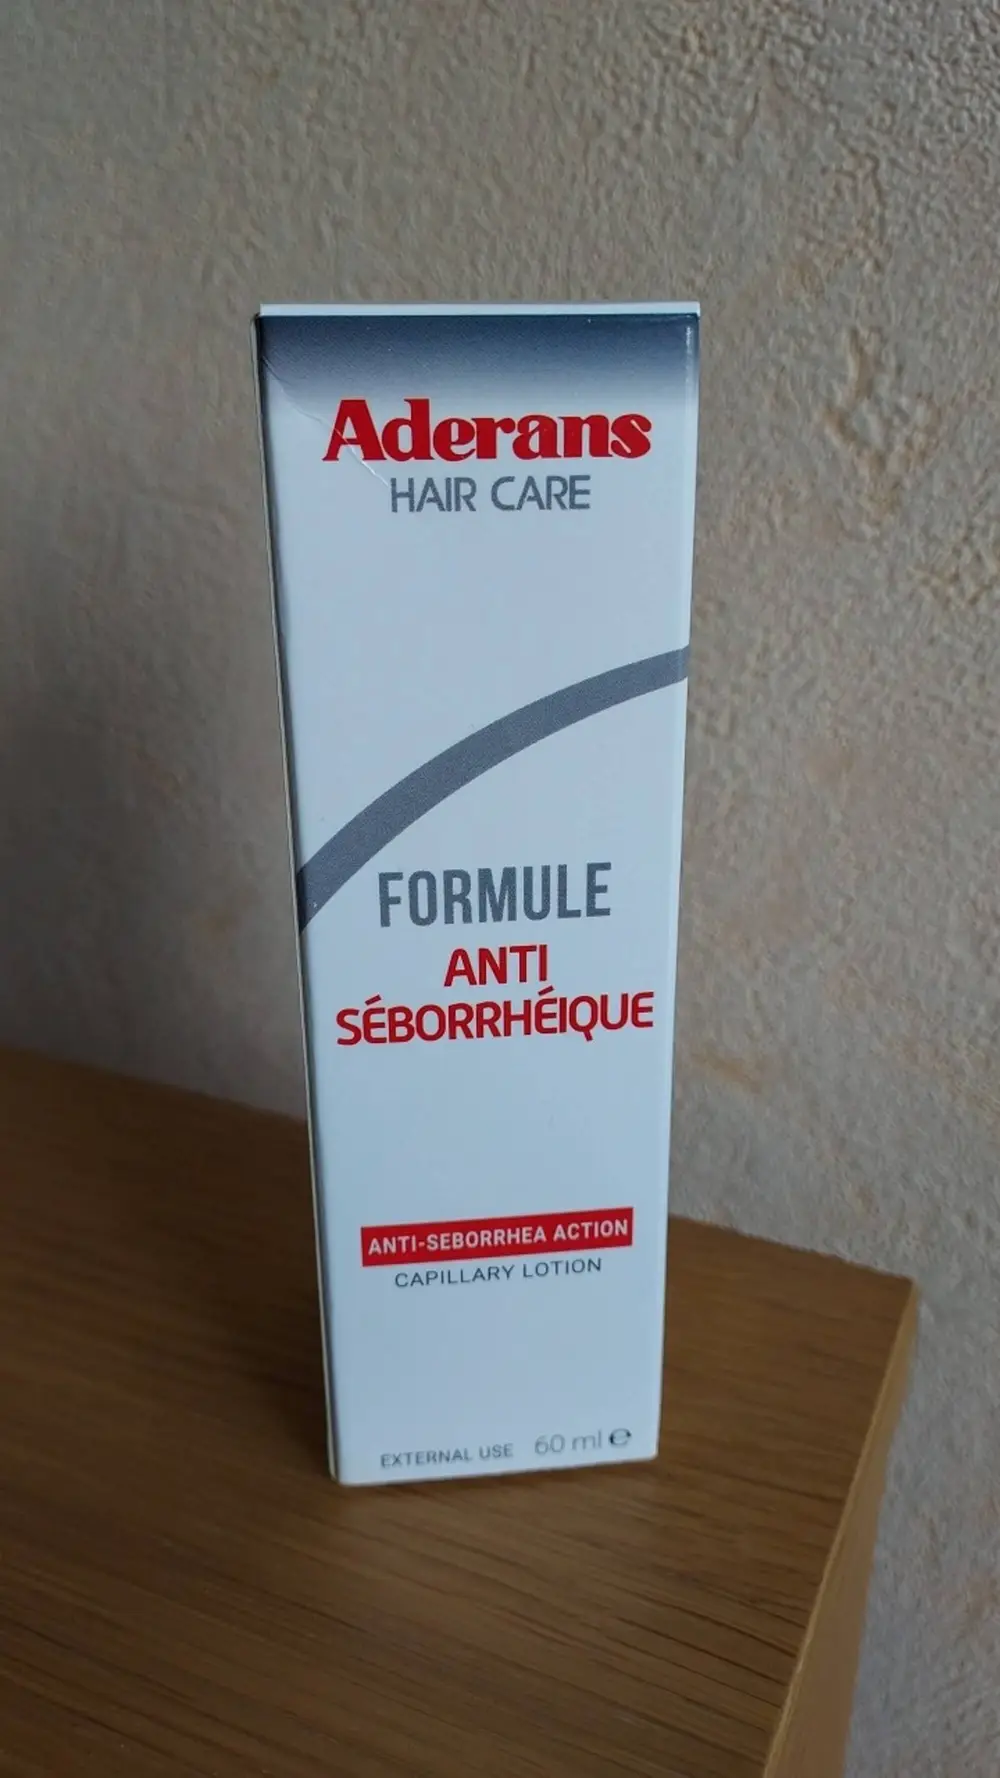 Aderans
HAIR CARE
FORMULE
ANTI
SÉBORRHÉIQUE
ANTI-SEBORRHEA ACTION
CAPILLARY LOTION
EXTERNAL USE 60 ml ℮